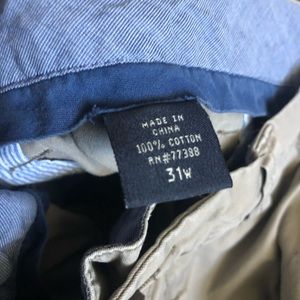 MADE IN
CHINA
100% COTTON
RN#77388
31W